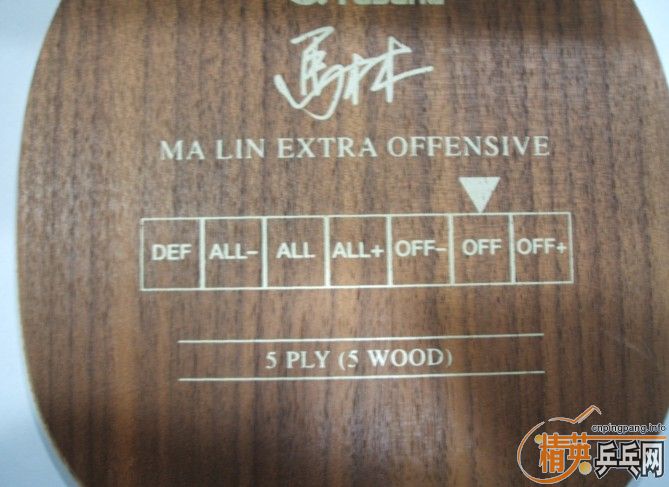 馬林
MA LIN EXTRA OFFENSIVE
DEF ALL- ALL ALL+ OFF- OFF OFF+
5 PLY (5 WOOD)
cnpingpang.info
精英乒乓网